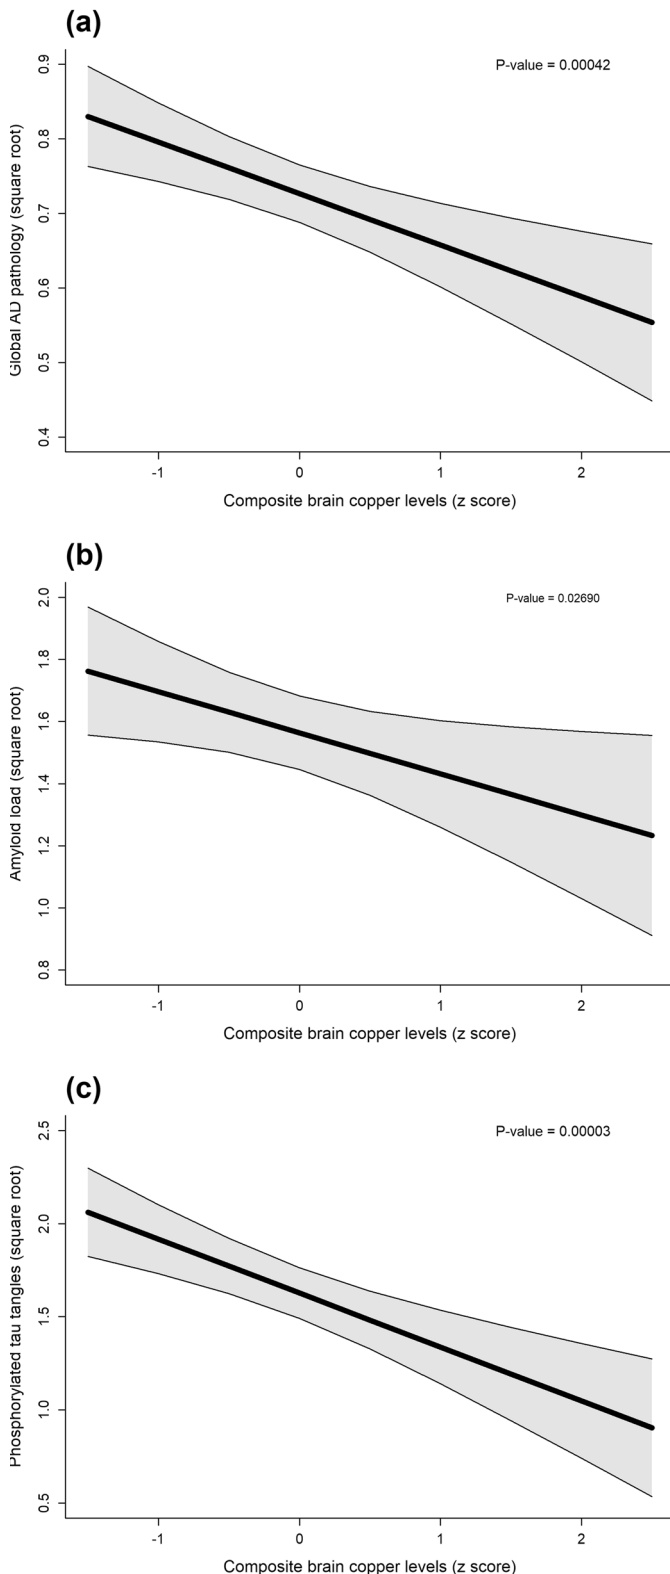 (a)
P-value = 0.00042
Global AD pathology (square root)
0.9
0.8
0.7
0.6
0.5
0.4
-1 0 1 2
Composite brain copper levels (z score)
(b)
P-value = 0.02690
Amyloid load (square root)
2.0
1.8
1.6
1.4
1.2
1.0
0.8
-1 0 1 2
Composite brain copper levels (z score)
(c)
P-value = 0.00003
Phosphorylated tau tangles (square root)
2.5
2.0
1.5
1.0
0.5
-1 0 1 2
Composite brain copper levels (z score)